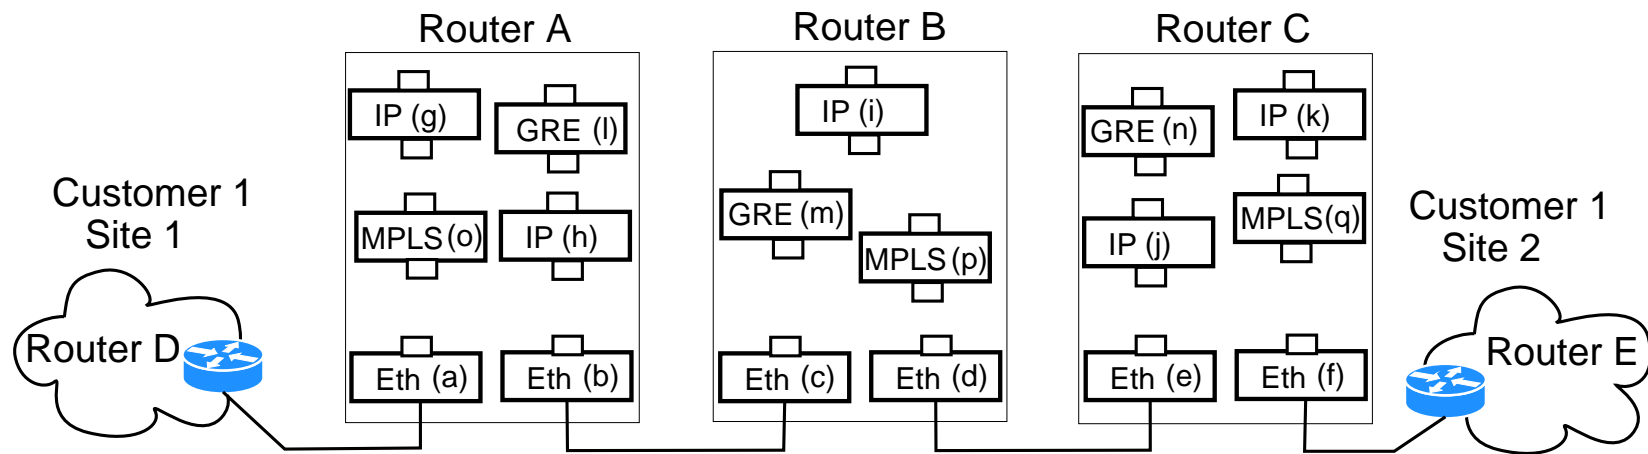 Router A
Router B
Router C
IP (g)
GRE (l)
IP (i)
GRE (n)
IP (k)
Customer 1
Site 1
MPLS (o)
IP (h)
GRE (m)
MPLS (p)
IP (j)
MPLS(q)
Customer 1
Site 2
Router D
Eth (a)
Eth (b)
Eth (c)
Eth (d)
Eth (e)
Eth (f)
Router E